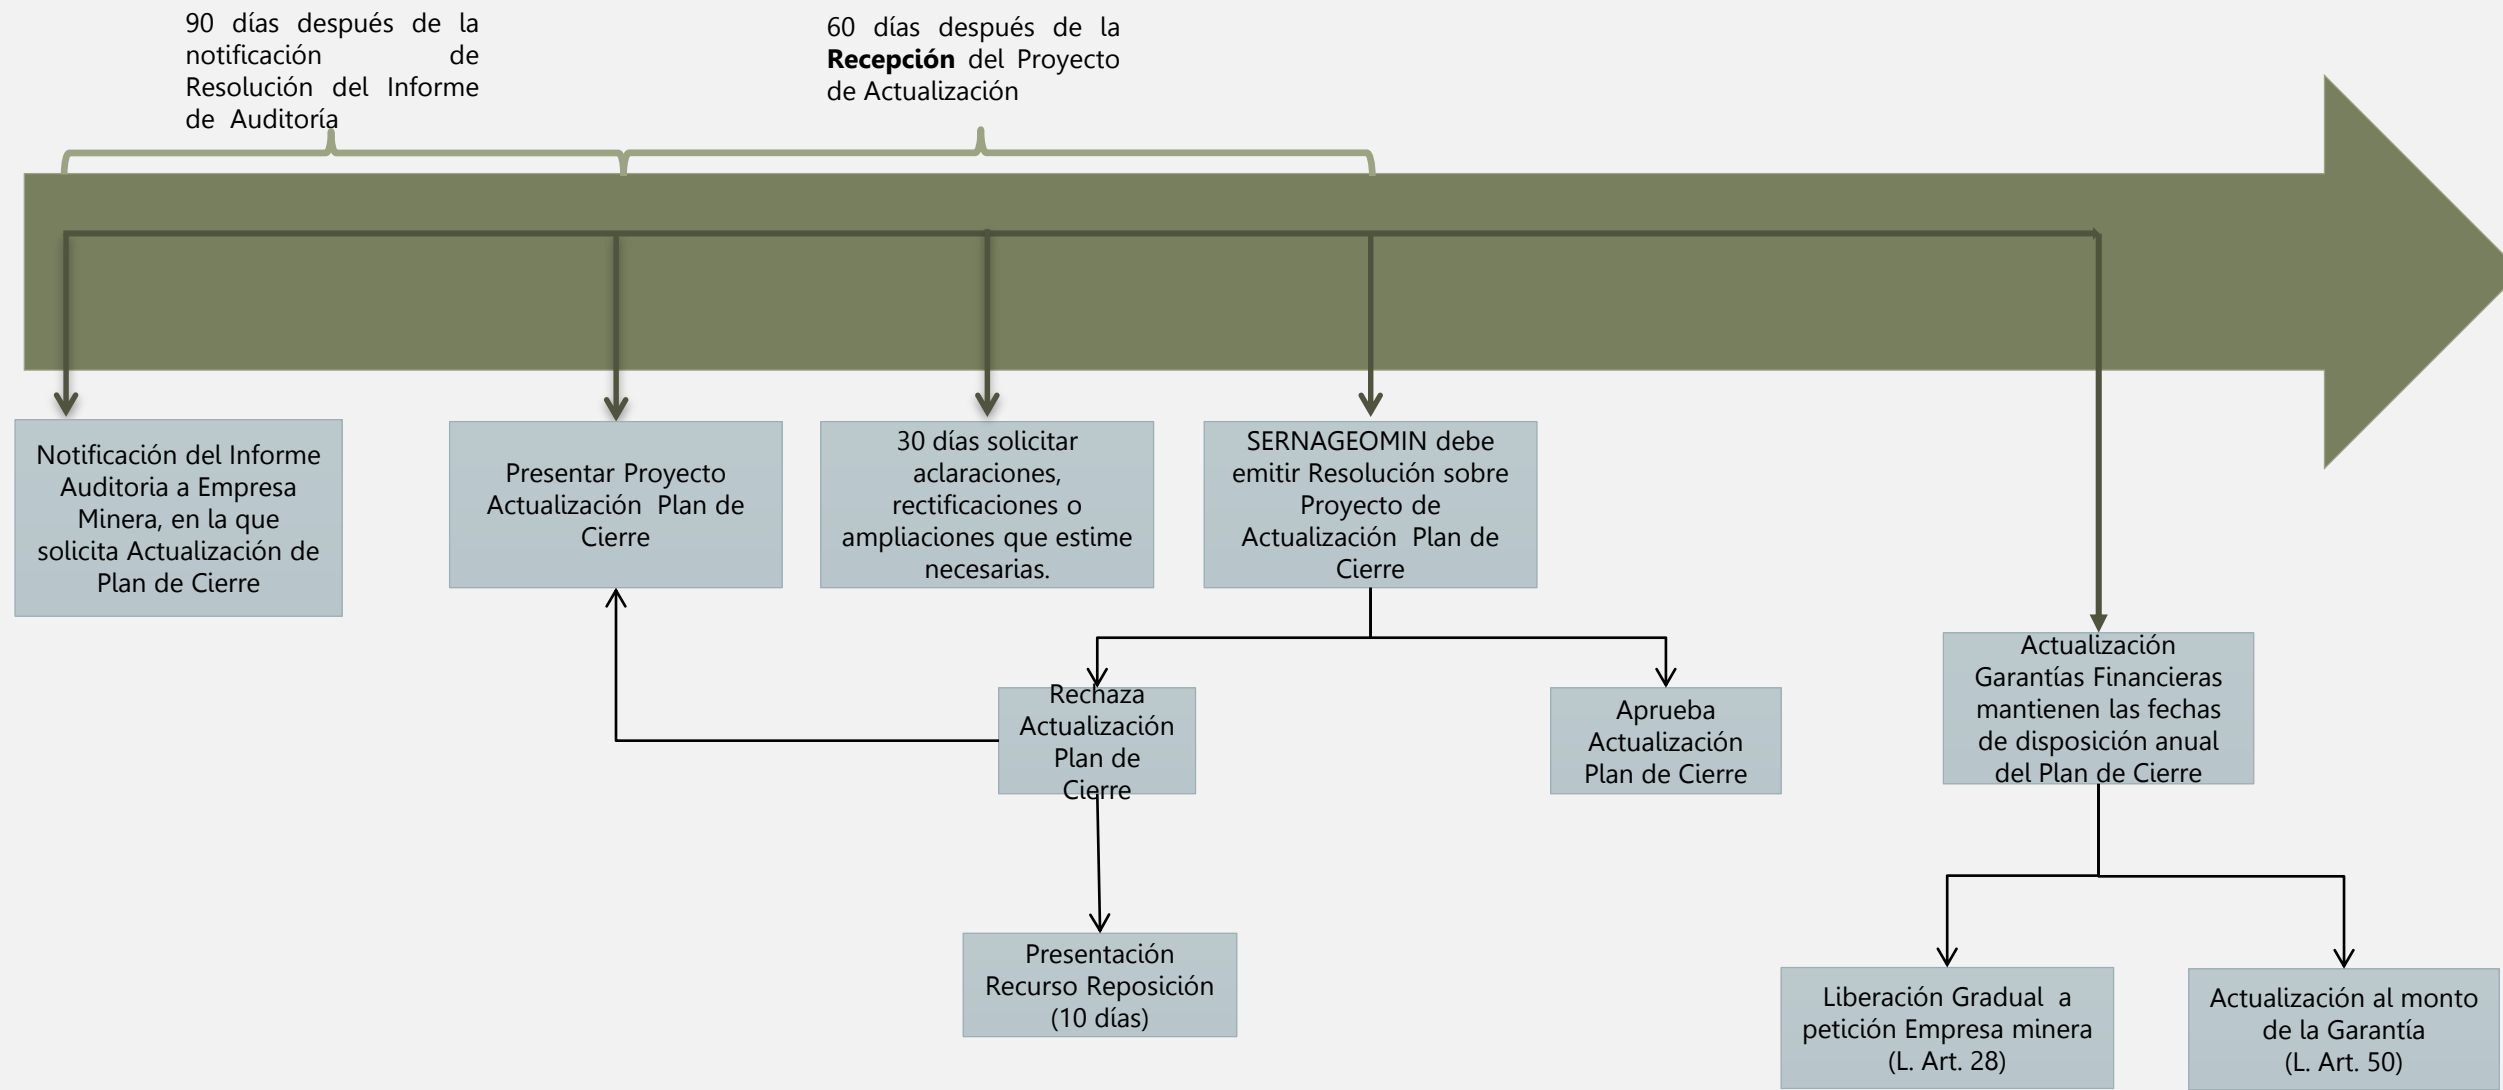 90 días después de la
notificación de
Resolución del Informe
de Auditoría
60 días después de la
Recepción del Proyecto
de Actualización
Notificación del Informe
Auditoria a Empresa
Minera, en la que
solicita Actualización de
Plan de Cierre
Presentar Proyecto
Actualización Plan de
Cierre
30 días solicitar
aclaraciones,
rectificaciones o
ampliaciones que estime
necesarias.
SERNAGEOMIN debe
emitir Resolución sobre
Proyecto de
Actualización Plan de
Cierre
Rechaza
Actualización
Plan de
Cierre
Aprueba
Actualización
Plan de Cierre
Actualización
Garantías Financieras
mantienen las fechas
de disposición anual
del Plan de Cierre
Presentación
Recurso Reposición
(10 días)
Liberación Gradual a
petición Empresa minera
(L. Art. 28)
Actualización al monto
de la Garantía
(L. Art. 50)